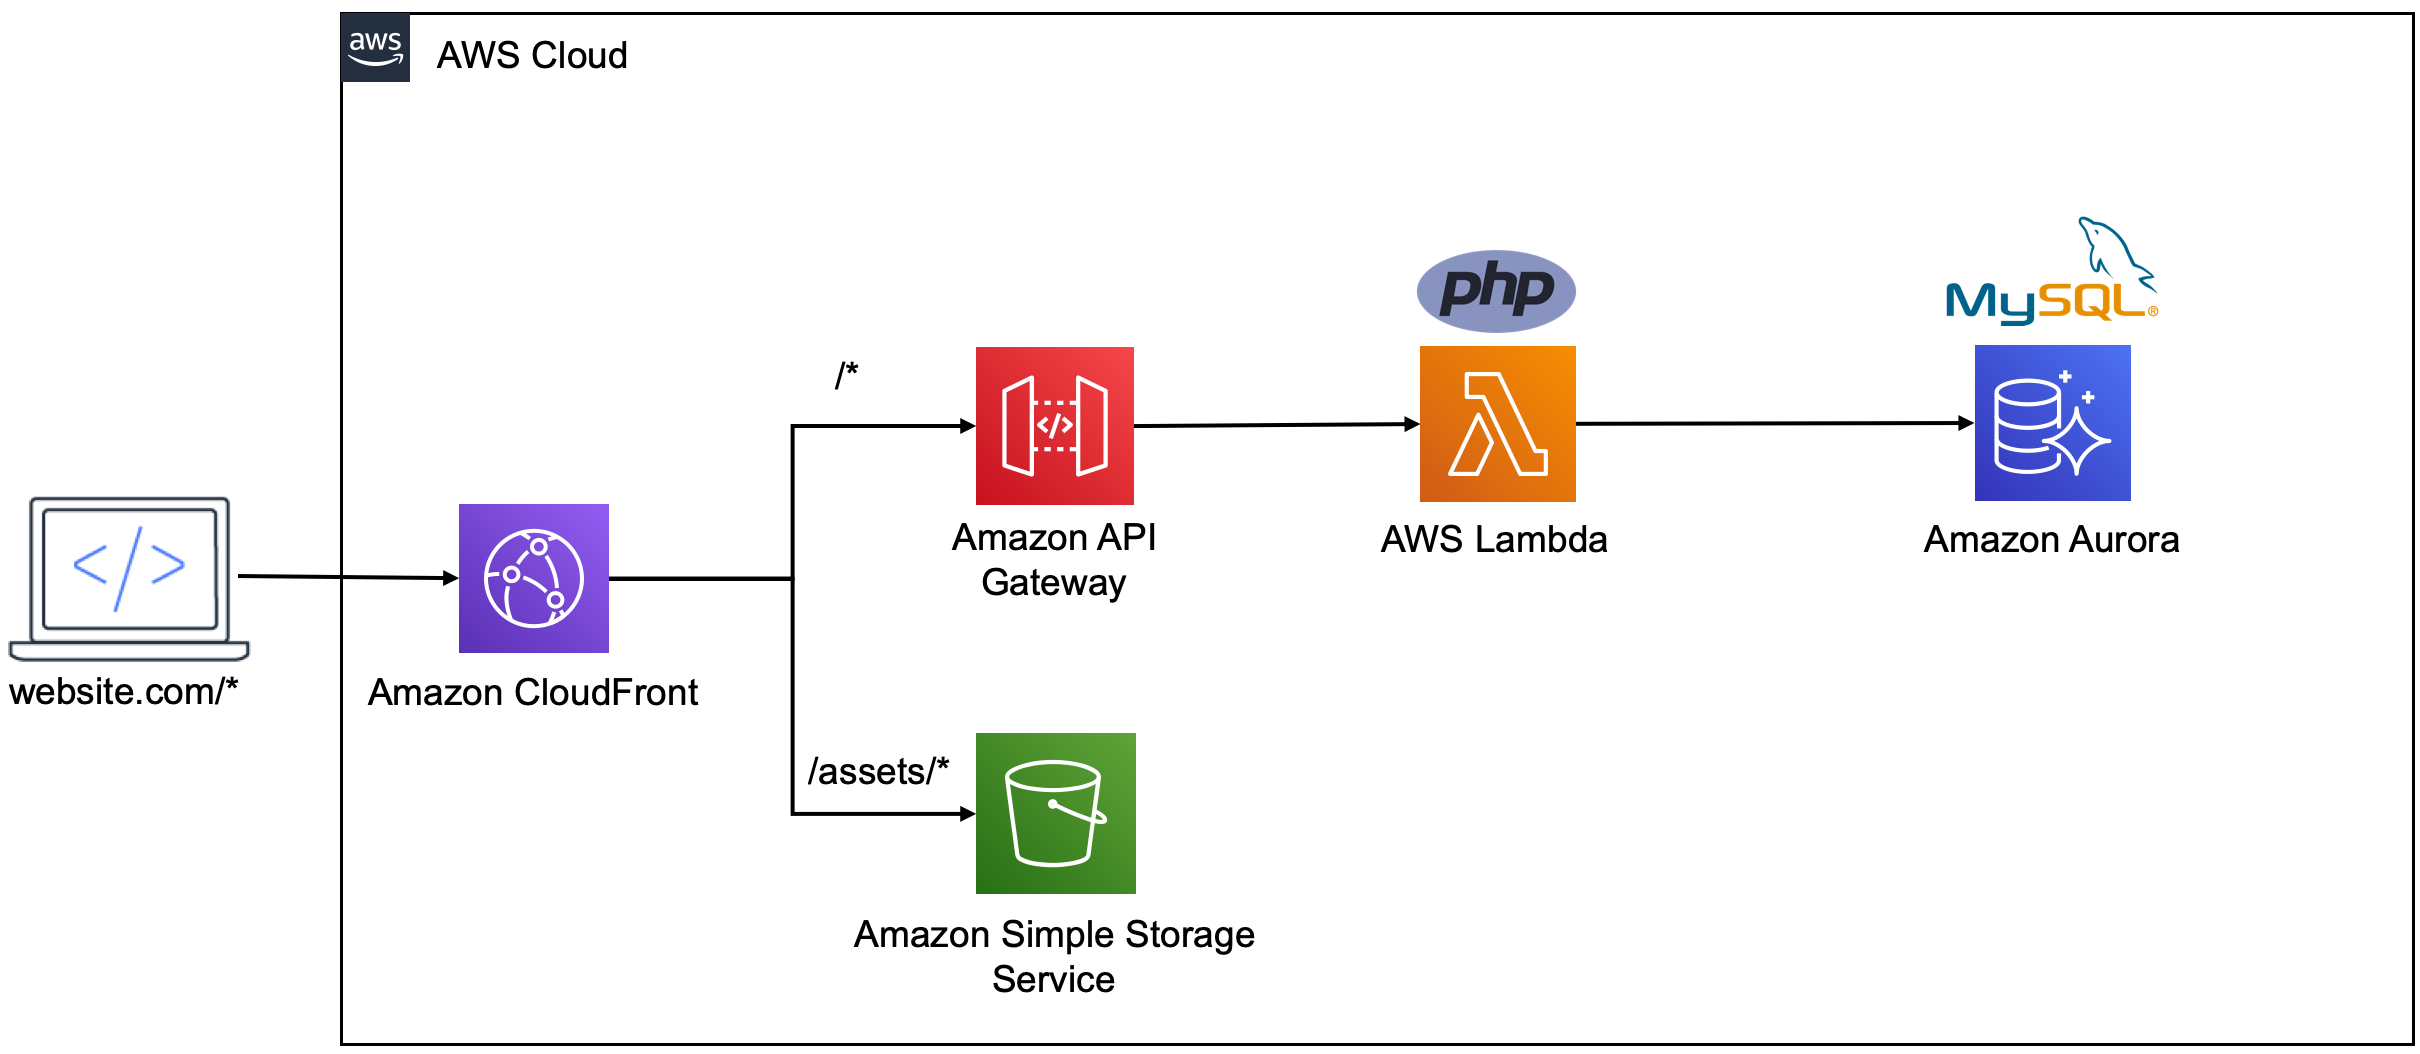 aws
AWS Cloud
website.com/*
Amazon CloudFront
/*
Amazon API
Gateway
php
AWS Lambda
MySQL®
Amazon Aurora
/assets/*
Amazon Simple Storage
Service